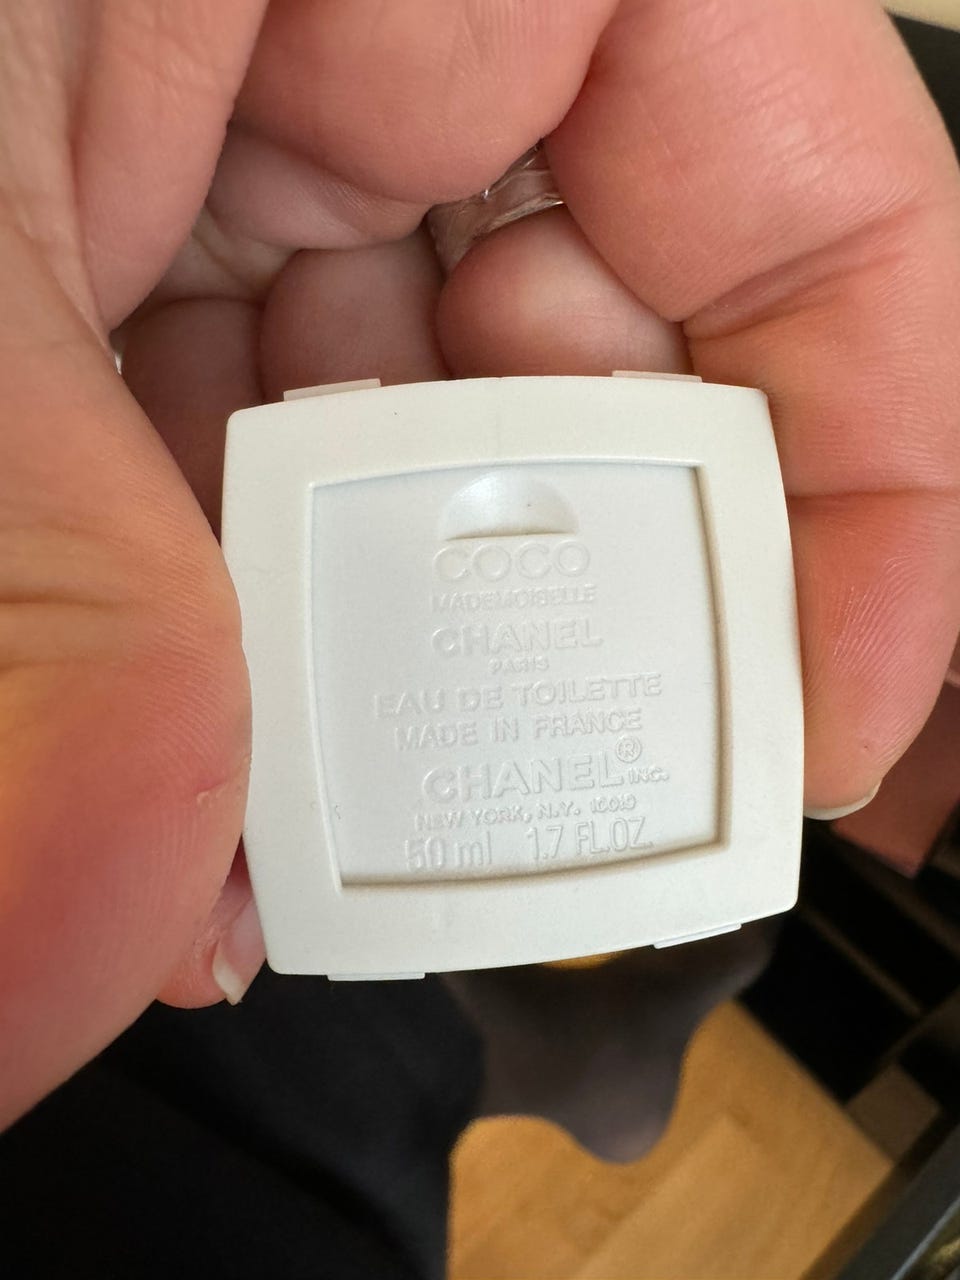 COCO
MADEMOISELLE
CHANEL
PARIS
EAU DE TOILETTE
MADE IN FRANCE
CHANEL® INC.
NEW YORK, N.Y. 10019
50 ml 1.7 FL.OZ.